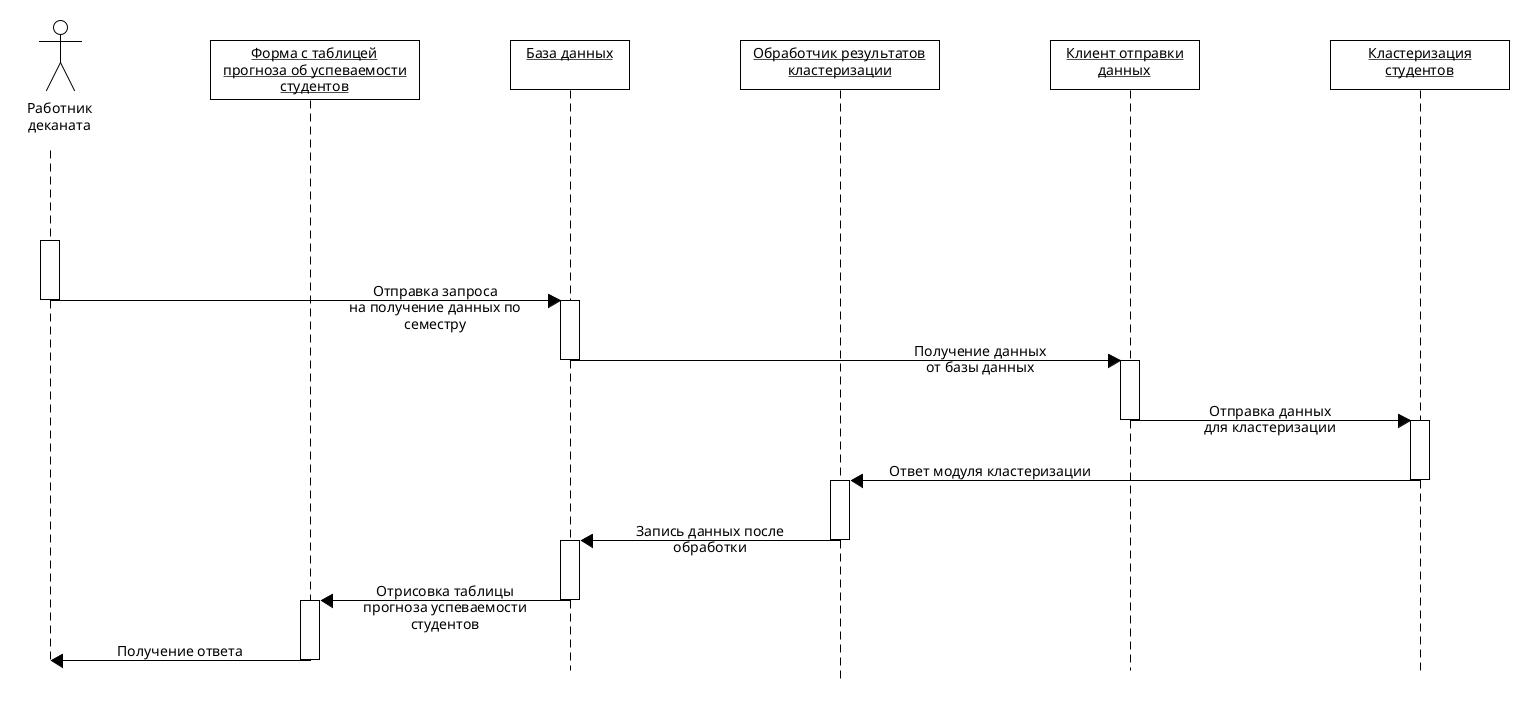 Работник
деканата
Форма с таблицей
прогноза об успеваемости
студентов
База данных
Обработчик результатов
кластеризации
Клиент отправки
данных
Кластеризация
студентов
Отправка запроса
на получение данных по
семестру
Получение данных
от базы данных
Отправка данных
для кластеризации
Ответ модуля кластеризации
Запись данных после
обработки
Отрисовка таблицы
прогноза успеваемости
студентов
Получение ответа